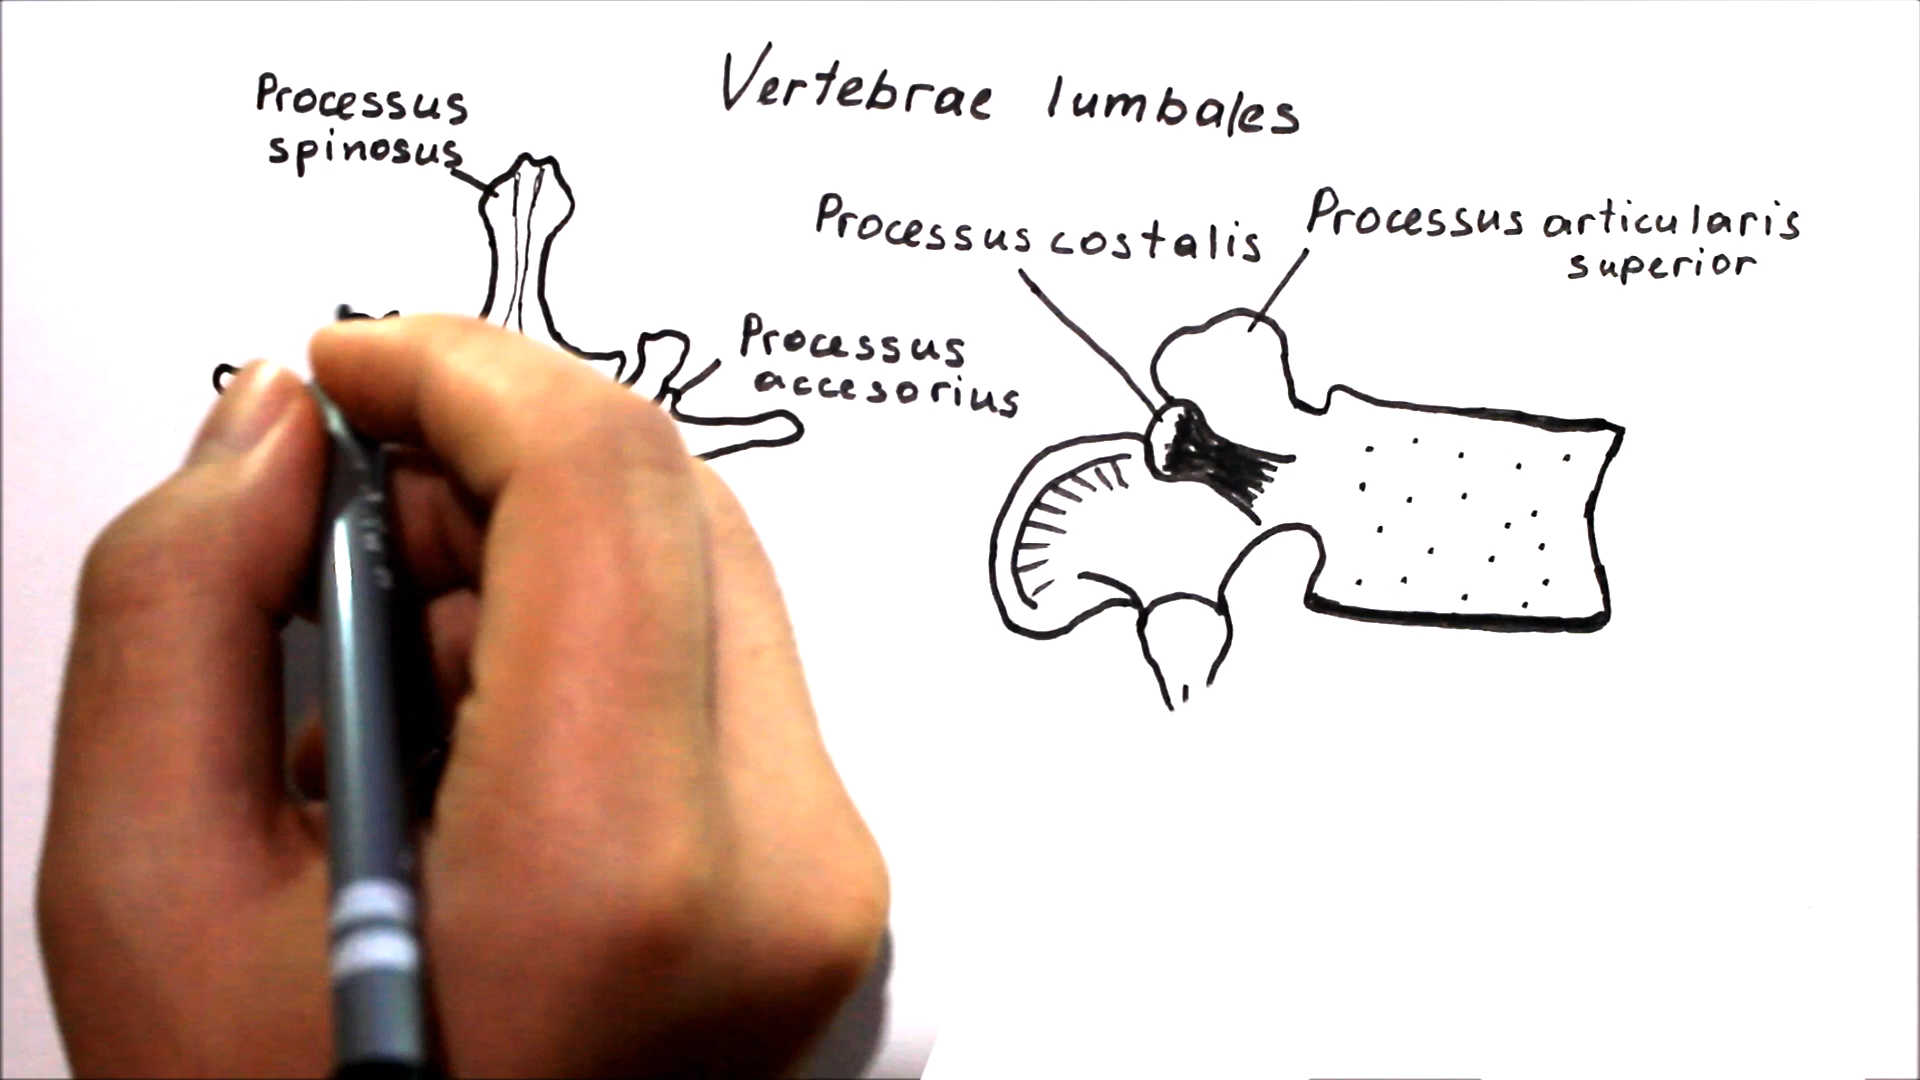 Vertebrae lumbales
Processus
spinosus
Processus costalis
Processus articularis
superior
Processus
accesorius